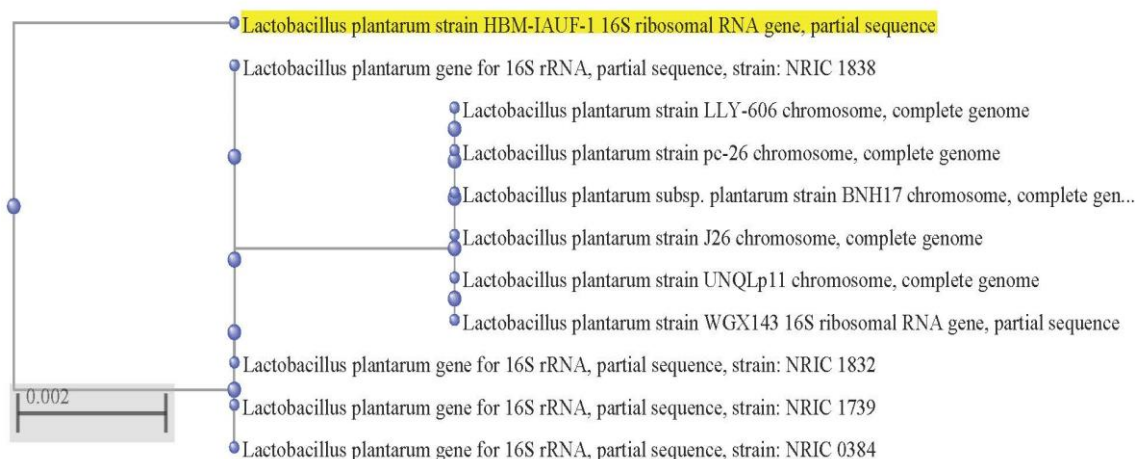 Lactobacillus plantarum strain HBM-IAUF-1 16S ribosomal RNA gene, partial sequence
Lactobacillus plantarum gene for 16S rRNA, partial sequence, strain: NRIC 1838
Lactobacillus plantarum strain LLY-606 chromosome, complete genome
Lactobacillus plantarum strain pc-26 chromosome, complete genome
Lactobacillus plantarum subsp. plantarum strain BNH17 chromosome, complete gen...
Lactobacillus plantarum strain J26 chromosome, complete genome
Lactobacillus plantarum strain UNQLp11 chromosome, complete genome
Lactobacillus plantarum strain WGX143 16S ribosomal RNA gene, partial sequence
Lactobacillus plantarum gene for 16S rRNA, partial sequence, strain: NRIC 1832
0.002
Lactobacillus plantarum gene for 16S rRNA, partial sequence, strain: NRIC 1739
Lactobacillus plantarum gene for 16S rRNA, partial sequence, strain: NRIC 0384